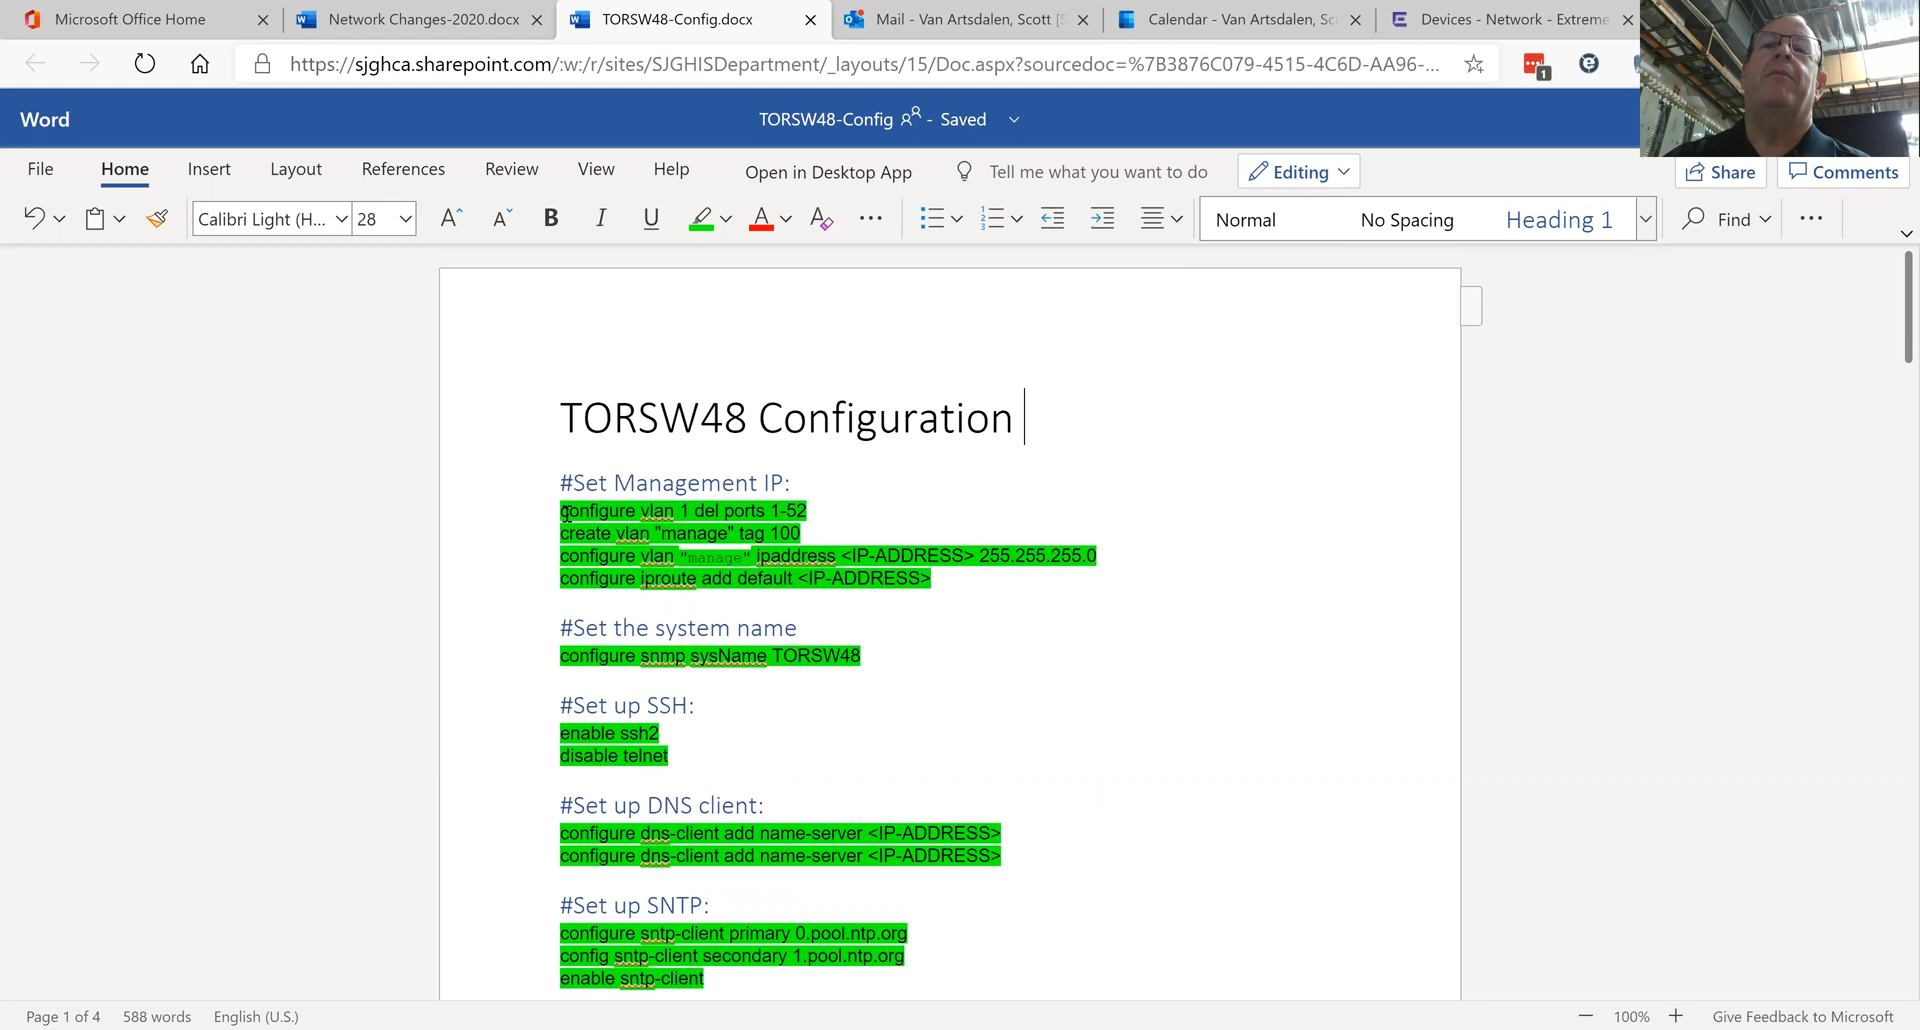 Microsoft Office Home
Network Changes-2020.docx
TORSW48-Config.docx
Mail - Van Artsdalen, Scott [S
Calendar - Van Artsdalen, Sc
Devices - Network - Extreme
https://sjghca.sharepoint.com/:w:/r/sites/SJGHISDepartment/_layouts/15/Doc.aspx?sourcedoc=%7B3876C079-4515-4C6D-AA96-...
1
Word
TORSW48-Config - Saved
File Home Insert Layout References Review View Help Open in Desktop App Tell me what you want to do Editing Share Comments
Calibri Light (H... 28 A A B I U A A ... Normal No Spacing Heading 1 Find ...
TORSW48 Configuration
#Set Management IP:
configure vlan 1 del ports 1-52
create vlan "manage" tag 100
configure vlan "manage" ipaddress <IP-ADDRESS> 255.255.255.0
configure iproute add default <IP-ADDRESS>
#Set the system name
configure snmp sysName TORSW48
#Set up SSH:
enable ssh2
disable telnet
#Set up DNS client:
configure dns-client add name-server <IP-ADDRESS>
configure dns-client add name-server <IP-ADDRESS>
#Set up SNTP:
configure sntp-client primary 0.pool.ntp.org
config sntp-client secondary 1.pool.ntp.org
enable sntp-client
Page 1 of 4 588 words English (U.S.) 100% Give Feedback to Microsoft